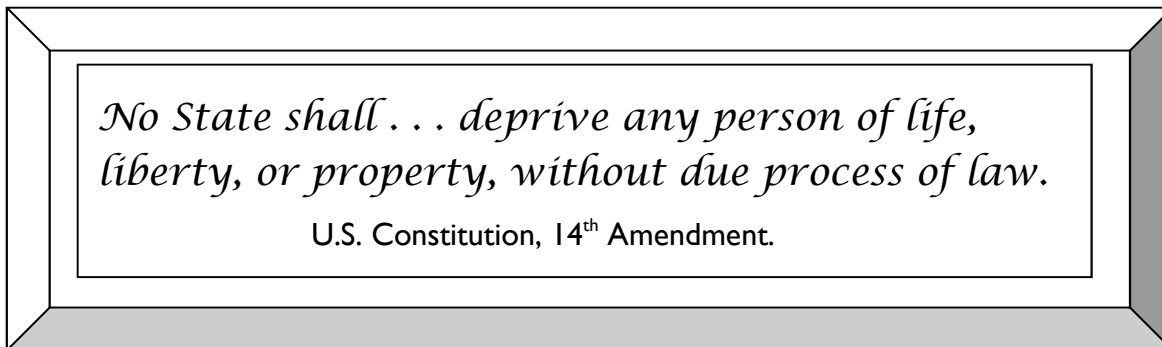 No State shall . . . deprive any person of life,
liberty, or property, without due process of law.
U.S. Constitution, 14th Amendment.